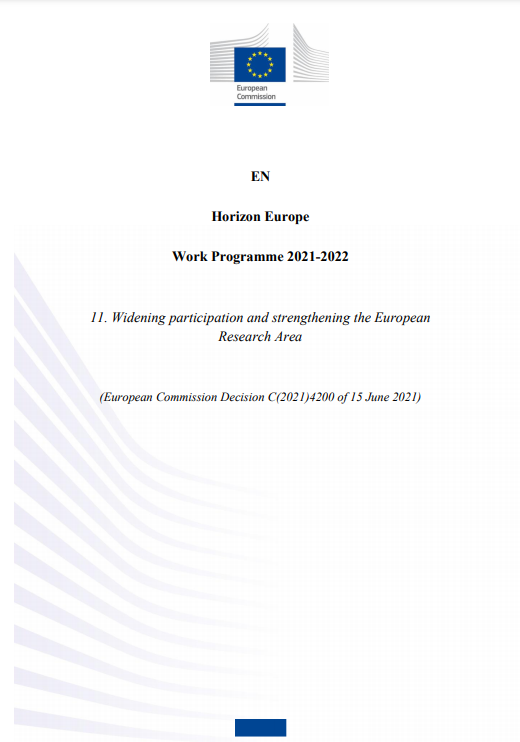 European
Commission
EN
Horizon Europe
Work Programme 2021-2022
11. Widening participation and strengthening the European
Research Area
(European Commission Decision C(2021)4200 of 15 June 2021)